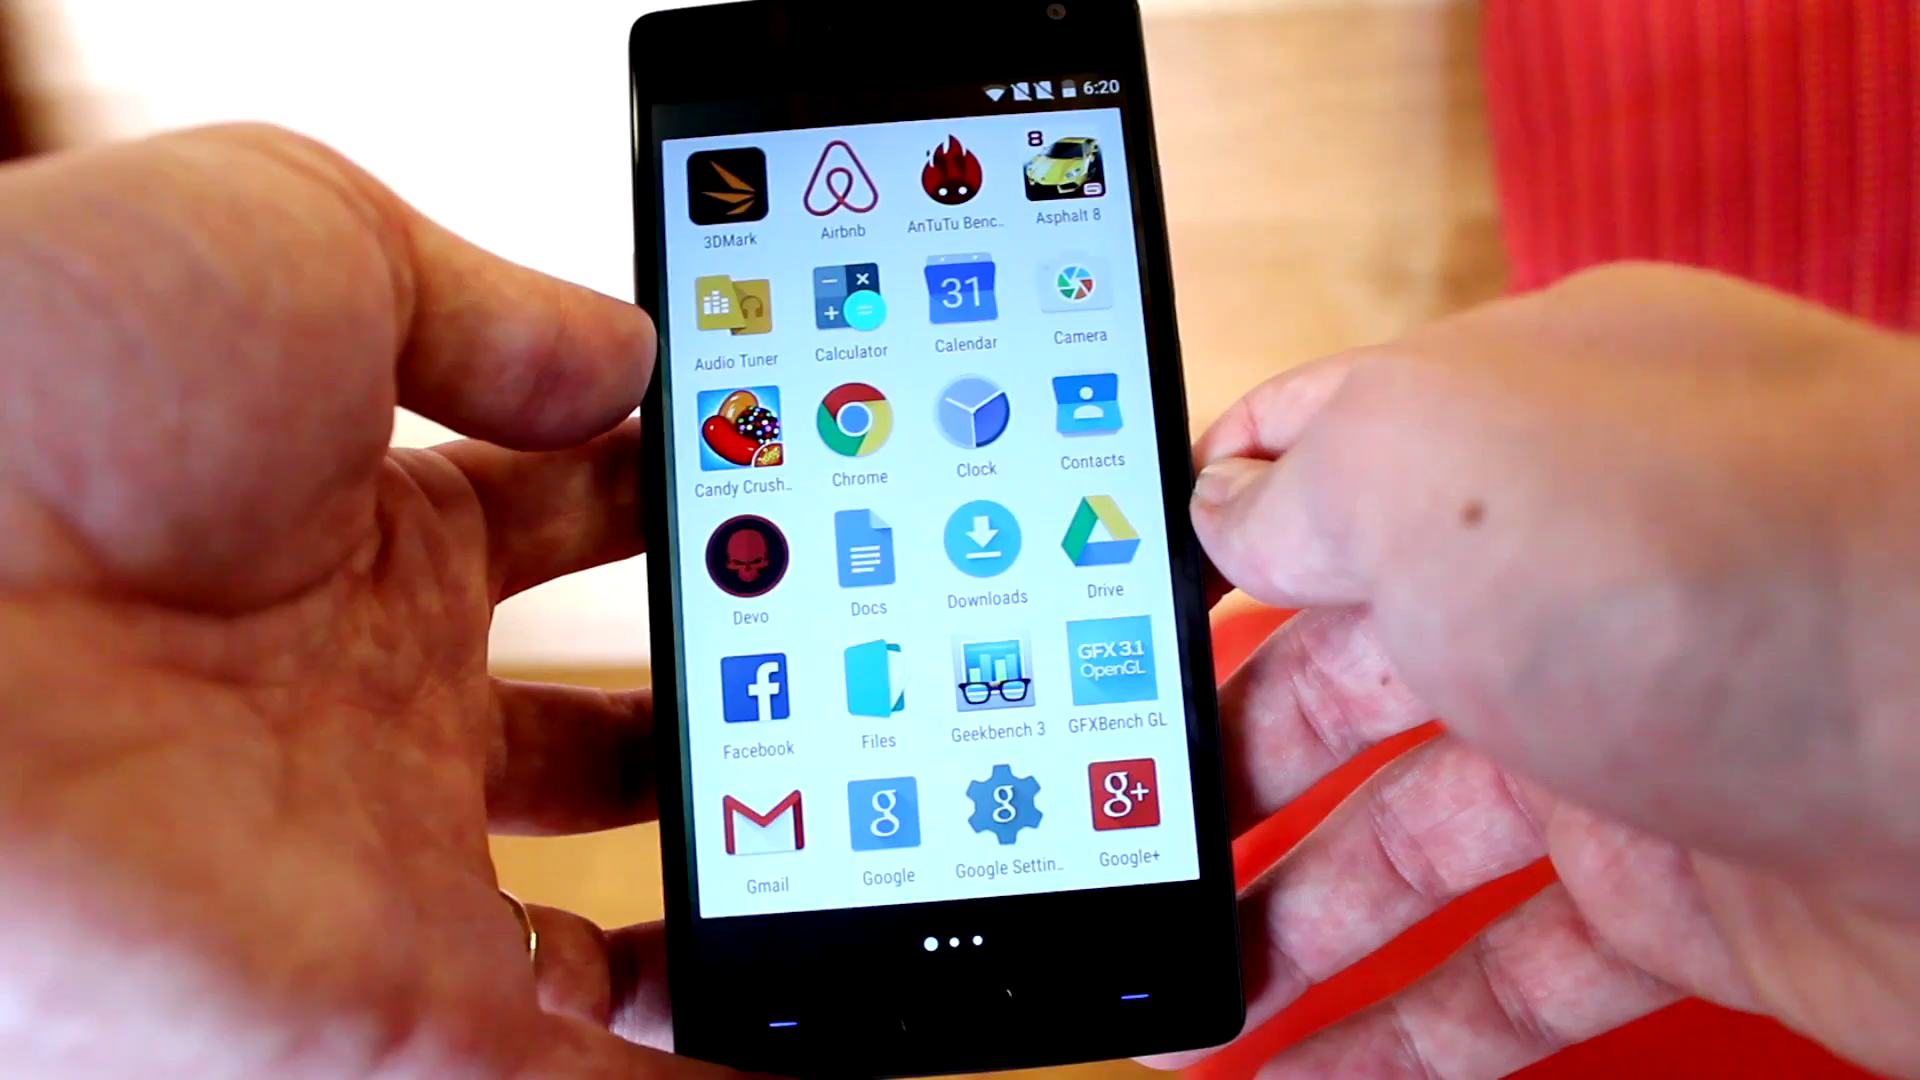 6:20
8
3DMark Airbnb AnTuTu Benc.. Asphalt 8
31
Audio Tuner Calculator Calendar Camera
Candy Crush.. Chrome Clock Contacts
Devo Docs Downloads Drive
GFX 3.1
OpenGL
f
Facebook Files Geekbench 3 GFXBench GL
g g g+
Gmail Google Google Settin.. Google+